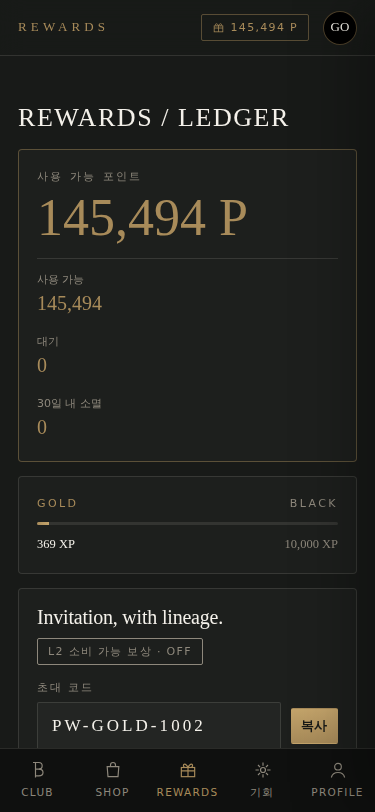 REWARDS
145,494 P
GO
REWARDS / LEDGER
사용 가능 포인트
145,494 P
사용 가능
145,494
대기
0
30일 내 소멸
0
GOLD
BLACK
369 XP
10,000 XP
Invitation, with lineage.
L2 소비 가능 보상 · OFF
초대 코드
PW-GOLD-1002
복사
CLUB
SHOP
REWARDS
기회
PROFILE